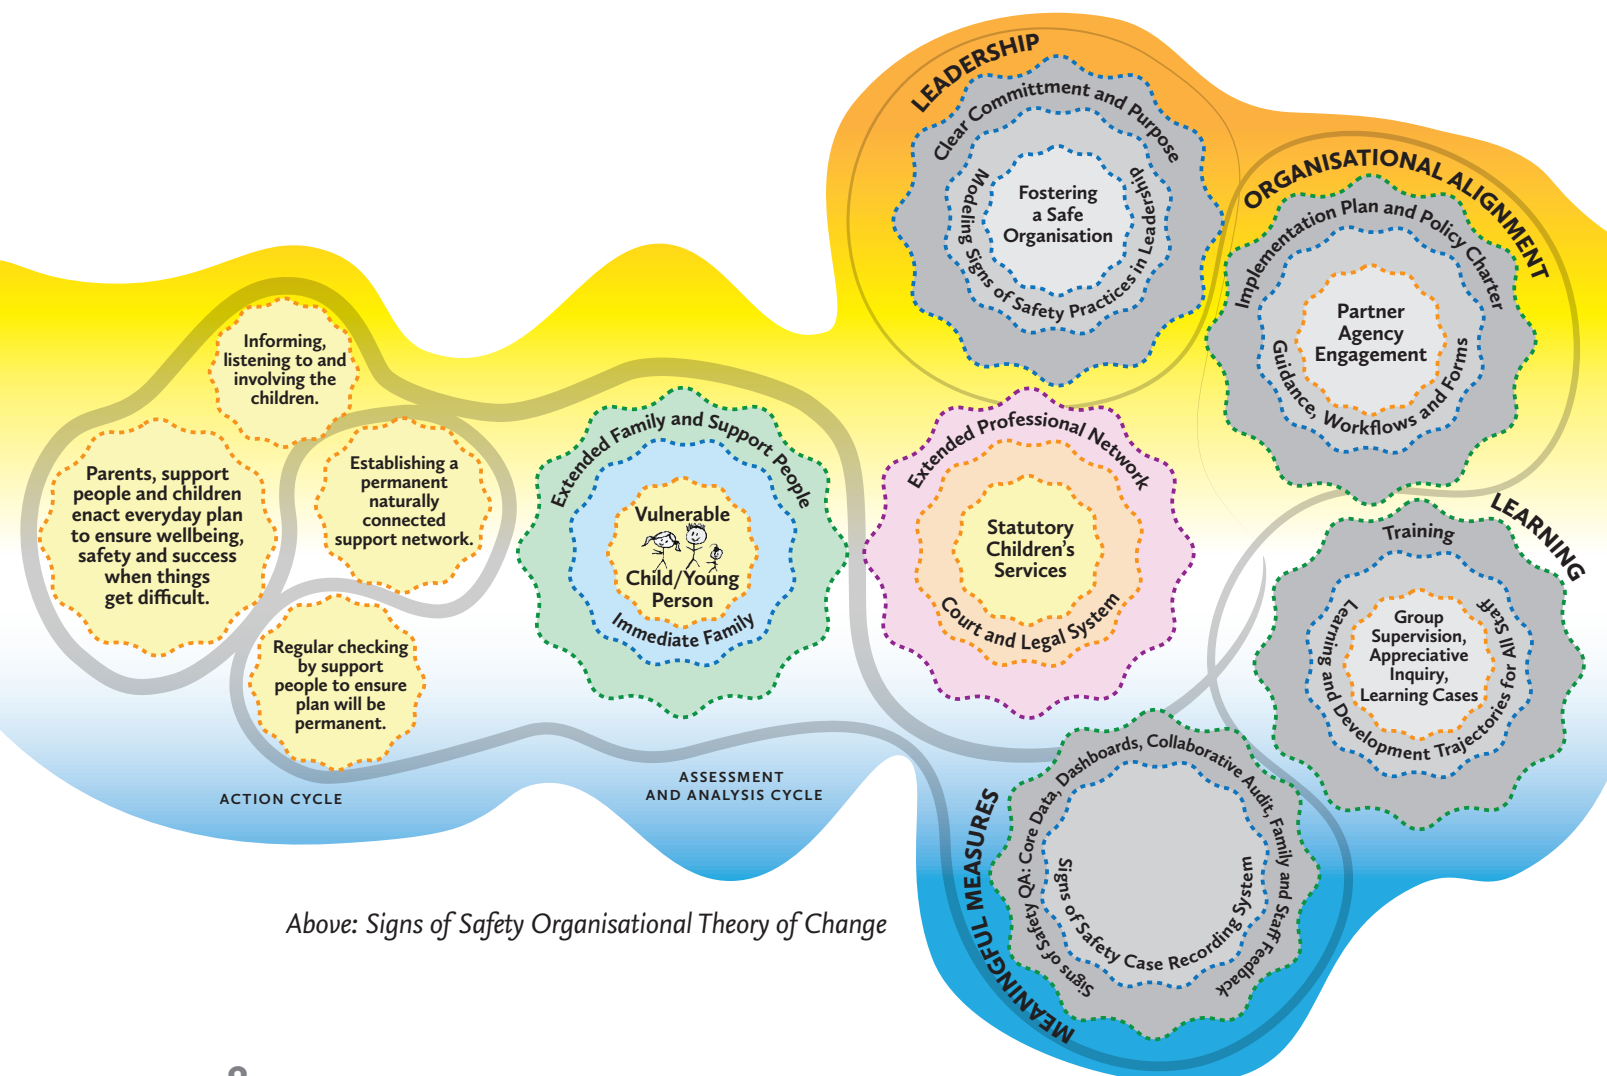 LEADERSHIP
Clear Committment and Purpose
Modeling Signs of Safety Practices in Leadership
Fostering
a Safe
Organisation
ORGANISATIONAL ALIGNMENT
Implementation Plan and Policy Charter
Guidance, Workflows and Forms
Partner
Agency
Engagement
Informing,
listening to and
involving the
children.
Parents, support
people and children
enact everyday plan
to ensure wellbeing,
safety and success
when things
get difficult.
Establishing a
permanent
naturally
connected
support network.
Regular checking
by support
people to ensure
plan will be
permanent.
Extended Family and Support People
Immediate Family
Vulnerable
Child/Young
Person
Extended Professional Network
Court and Legal System
Statutory
Children's
Services
LEARNING
Training
Learning and Development Trajectories for All Staff
Group
Supervision,
Appreciative
Inquiry,
Learning Cases
ACTION CYCLE
ASSESSMENT
AND ANALYSIS CYCLE
MEANINGFUL MEASURES
Signs of Safety QA: Core Data, Dashboards, Collaborative Audit, Family and Staff Feedback
Signs of Safety Case Recording System
Above: Signs of Safety Organisational Theory of Change